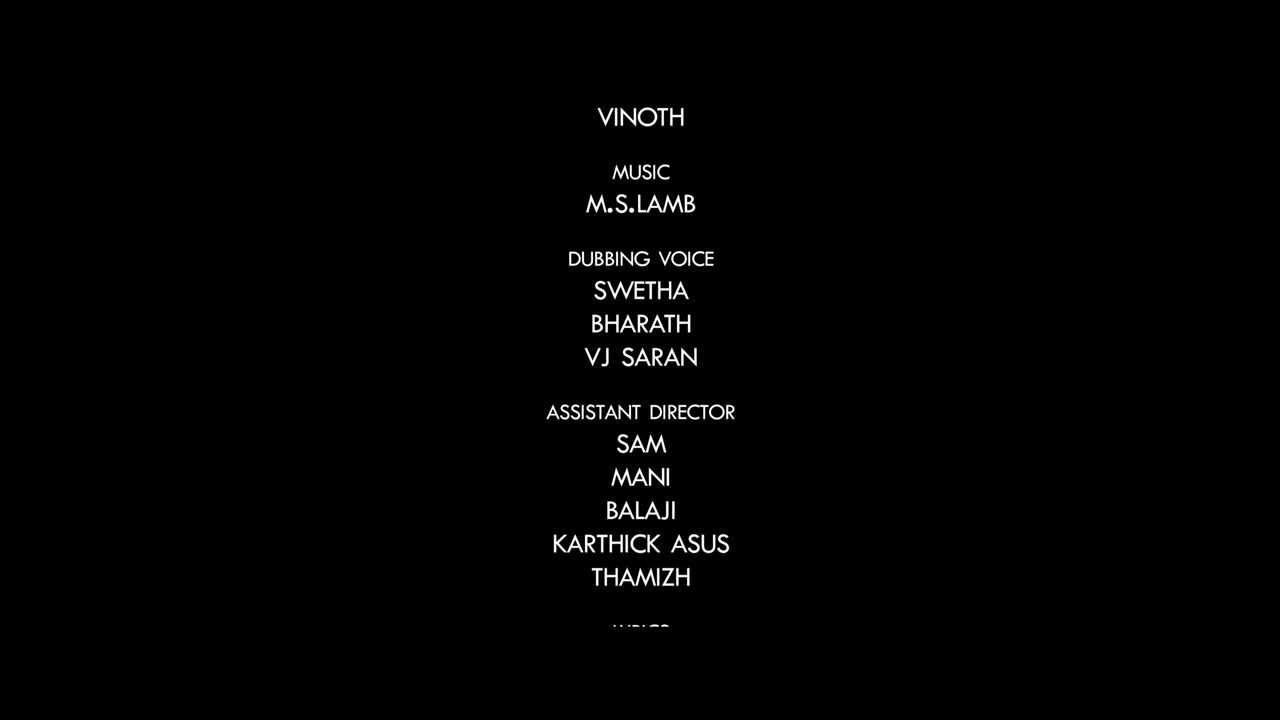 VINOTH
MUSIC
M.S.LAMB
DUBBING VOICE
SWETHA
BHARATH
VJ SARAN
ASSISTANT DIRECTOR
SAM
MANI
BALAJI
KARTHICK ASUS
THAMIZH